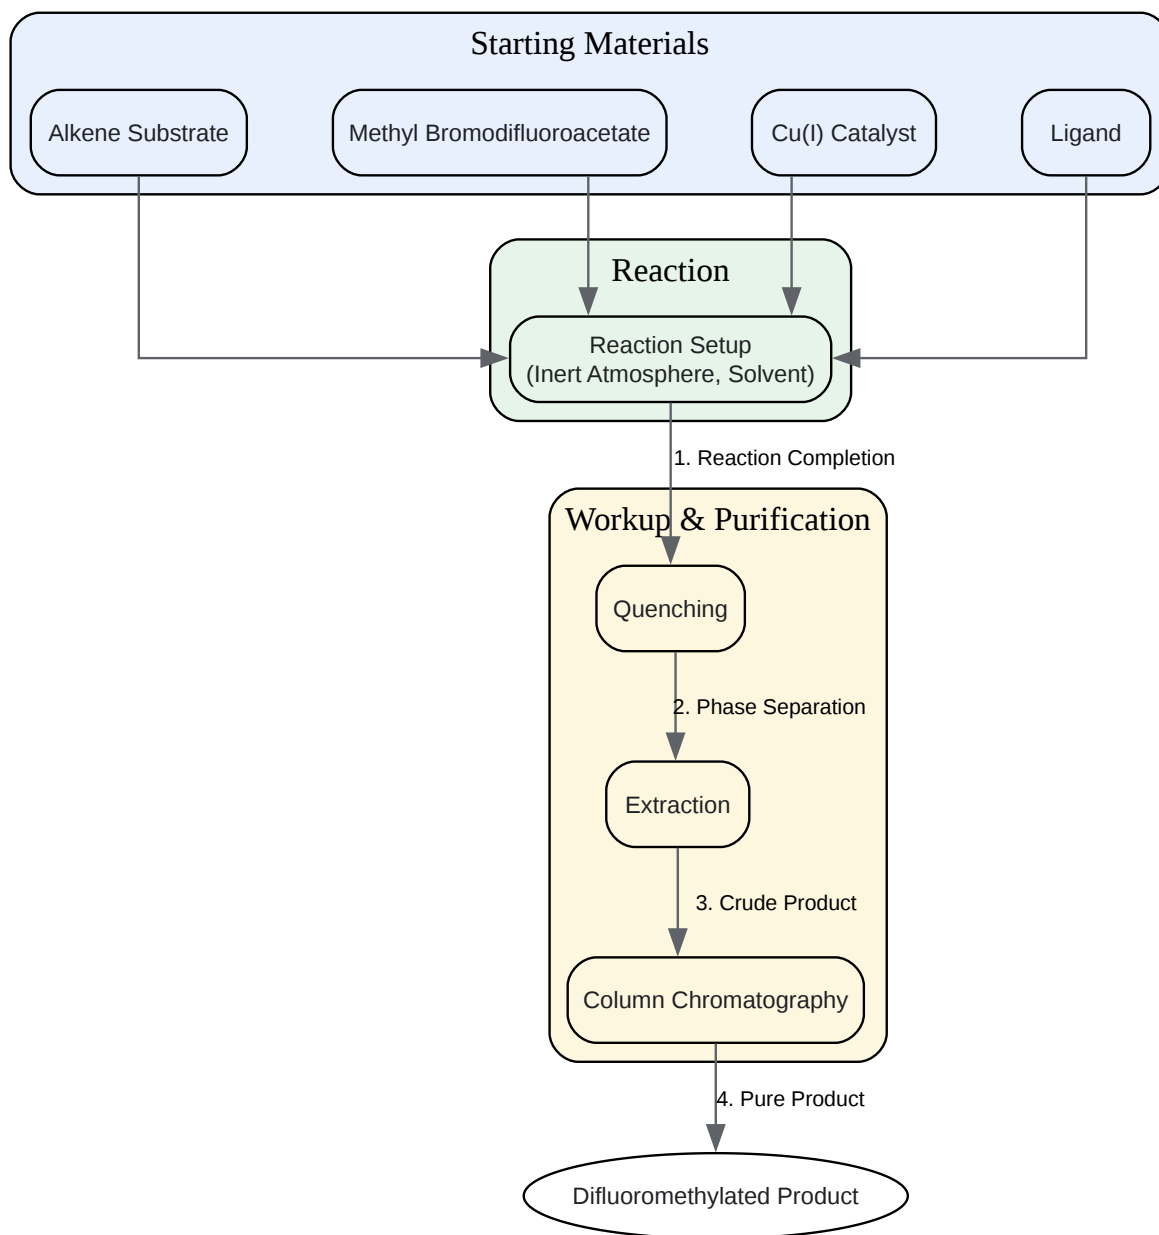 Starting Materials
Alkene Substrate
Methyl Bromodifluoroacetate
Cu(I) Catalyst
Ligand
Reaction
Reaction Setup
(Inert Atmosphere, Solvent)
1. Reaction Completion
Workup & Purification
Quenching
2. Phase Separation
Extraction
3. Crude Product
Column Chromatography
4. Pure Product
Difluoromethylated Product